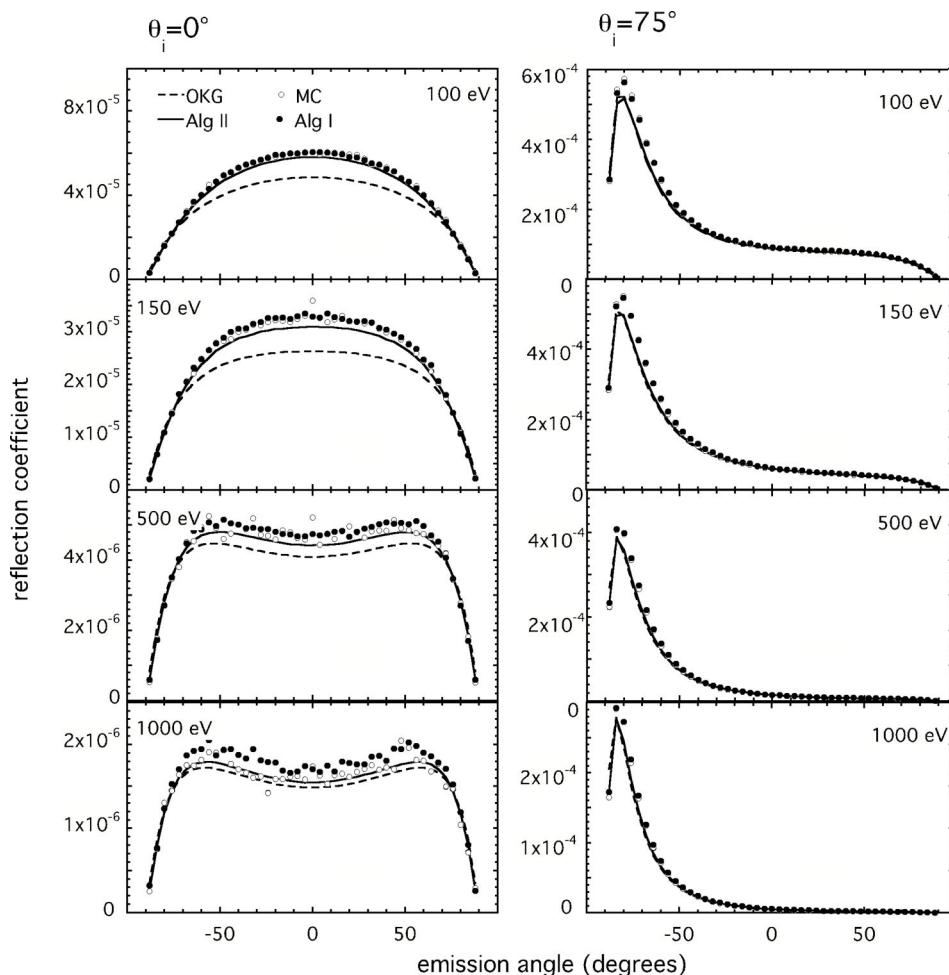 θi=0°
θi=75°
OKG
MC
100 eV
Alg II
Alg I
8x10-5
4x10-5
0
6x10-4
100 eV
4x10-4
2x10-4
0
150 eV
3x10-5
2x10-5
1x10-5
0
150 eV
4x10-4
2x10-4
0
500 eV
4x10-6
2x10-6
0
500 eV
4x10-4
2x10-4
0
1000 eV
2x10-6
1x10-6
0
1000 eV
2x10-4
1x10-4
0
-50
0
50
-50
0
50
reflection coefficient
emission angle (degrees)